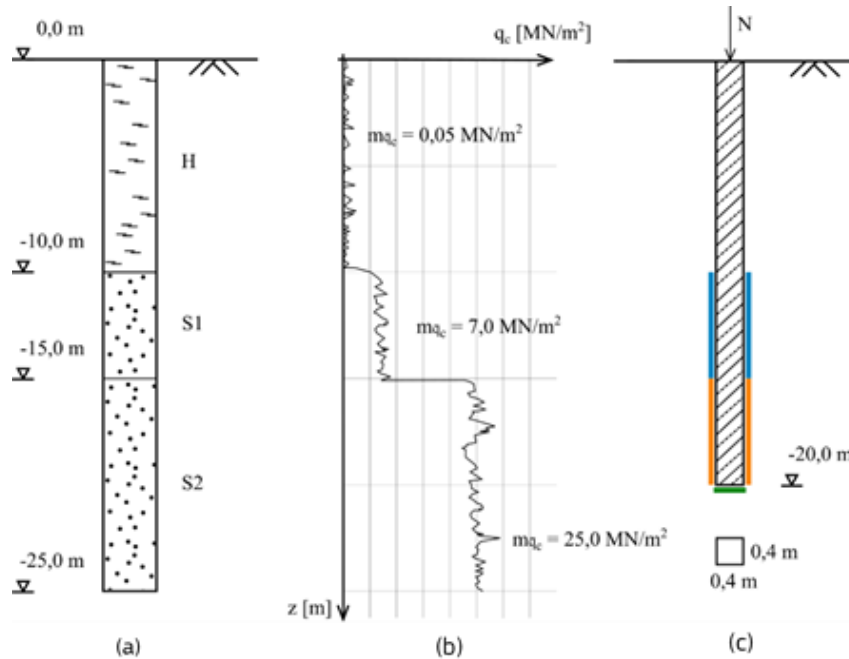 0,0 m
H
-10,0 m
S1
-15,0 m
S2
-25,0 m
(a)
q_c [MN/m²]
mq_c = 0,05 MN/m²
mq_c = 7,0 MN/m²
mq_c = 25,0 MN/m²
z [m]
(b)
N
-20,0 m
0,4 m
0,4 m
(c)